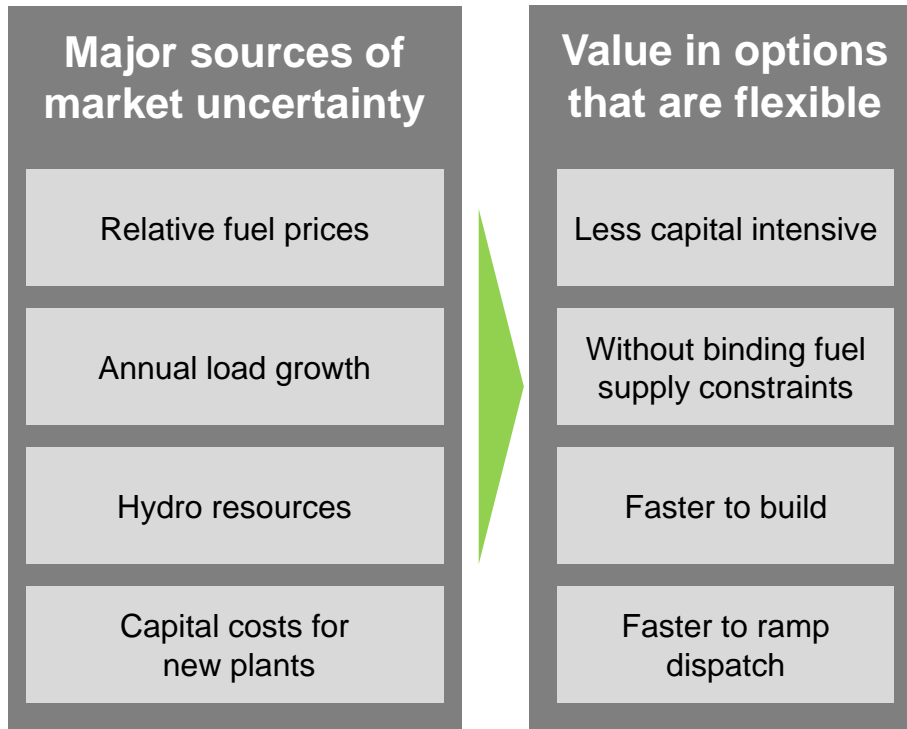 Major sources of
market uncertainty
Relative fuel prices
Annual load growth
Hydro resources
Capital costs for
new plants
Value in options
that are flexible
Less capital intensive
Without binding fuel
supply constraints
Faster to build
Faster to ramp
dispatch